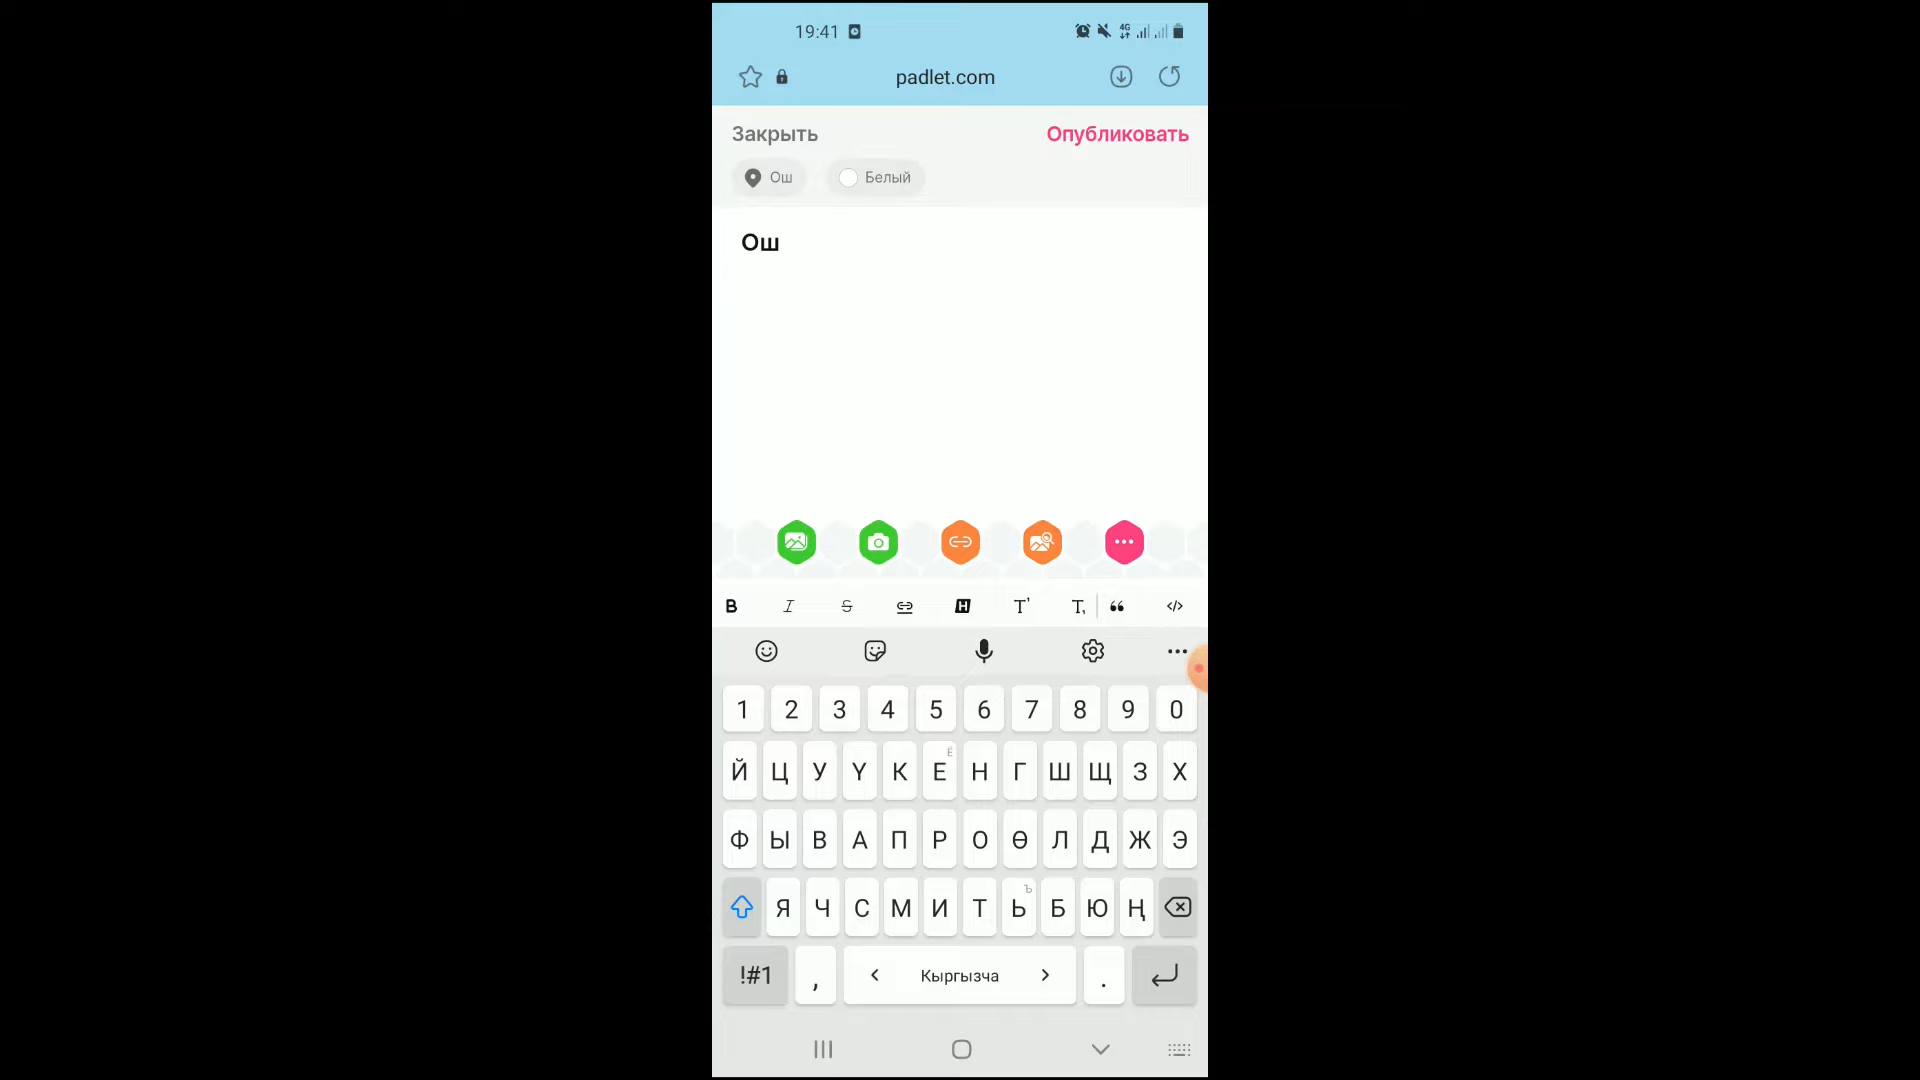 19:41
4G
padlet.com
Закрыть Опубликовать
Ош Белый
Ош
B I S H T' T, “ </>
1 2 3 4 5 6 7 8 9 0
Й Ц У Ү К Е Ё Н Г Ш Щ З Х
Ф Ы В А П Р О Ө Л Д Ж Э
Я Ч С М И Т Ь Ъ Б Ю Ң
!#1 , < Кыргызча > .